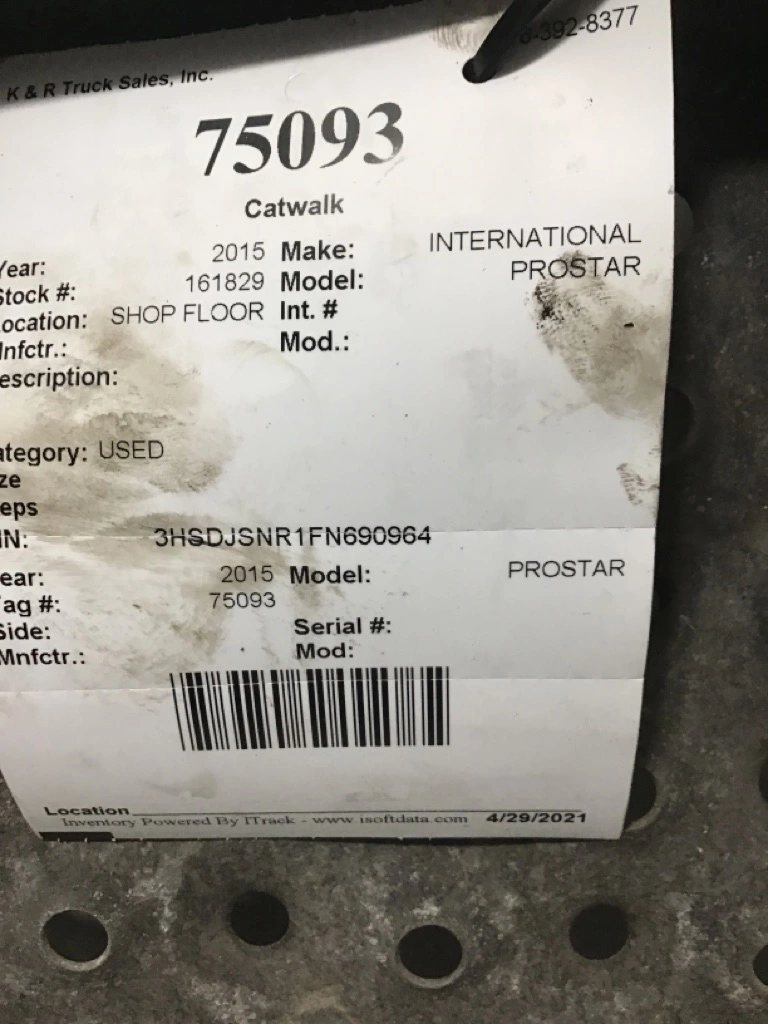 K & R Truck Sales, Inc.
-392-8377
75093
Catwalk
Year: 2015 Make: INTERNATIONAL
Stock #: 161829 Model: PROSTAR
ocation: SHOP FLOOR Int. #
nfctr.: Mod.:
escription:
ategory: USED
ze
eps
IN: 3HSDJSNR1FN690964
ear: 2015 Model: PROSTAR
ag #: 75093
Side: Serial #:
Mnfctr.: Mod:
Location
Inventory Powered By ITrack - www.isoftdata.com 4/29/2021